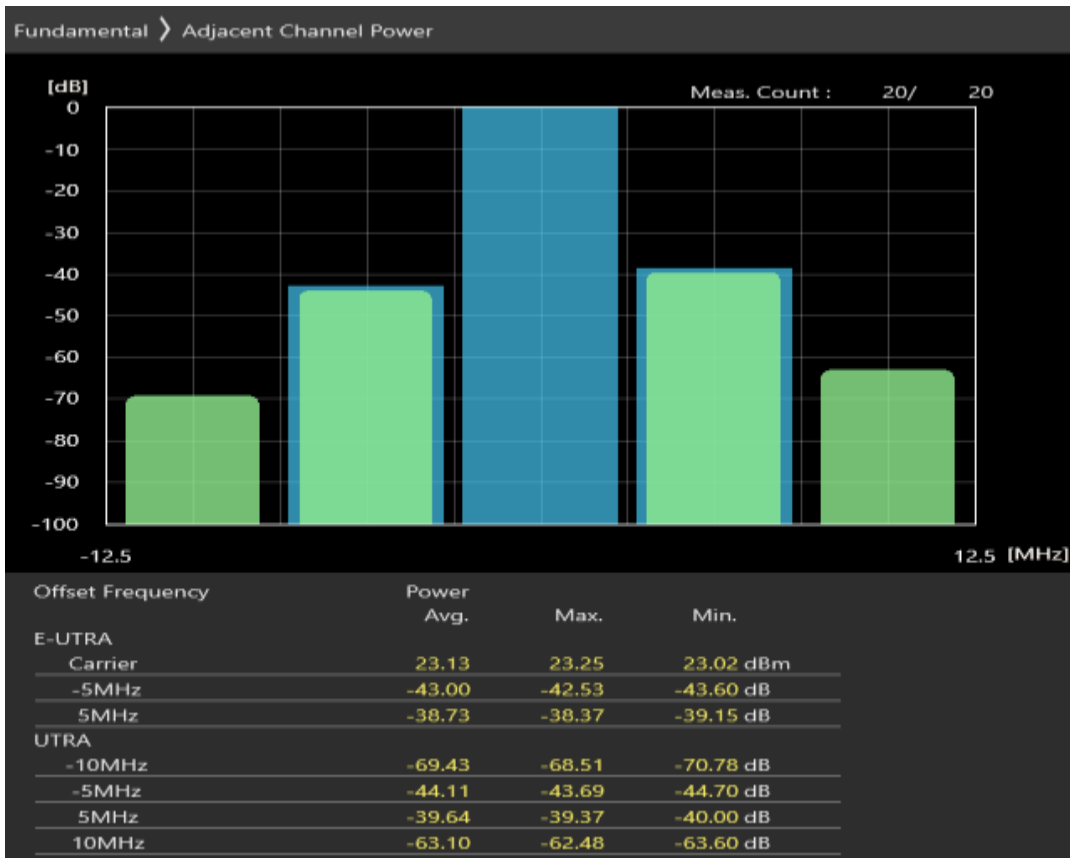 Fundamental ❯ Adjacent Channel Power
[dB]
Meas. Count : 20/ 20
0
-10
-20
-30
-40
-50
-60
-70
-80
-90
-100
-12.5 12.5 [MHz]
Offset Frequency Power
Avg. Max. Min.
E-UTRA
Carrier 23.13 23.25 23.02 dBm
-5MHz -43.00 -42.53 -43.60 dB
5MHz -38.73 -38.37 -39.15 dB
UTRA
-10MHz -69.43 -68.51 -70.78 dB
-5MHz -44.11 -43.69 -44.70 dB
5MHz -39.64 -39.37 -40.00 dB
10MHz -63.10 -62.48 -63.60 dB